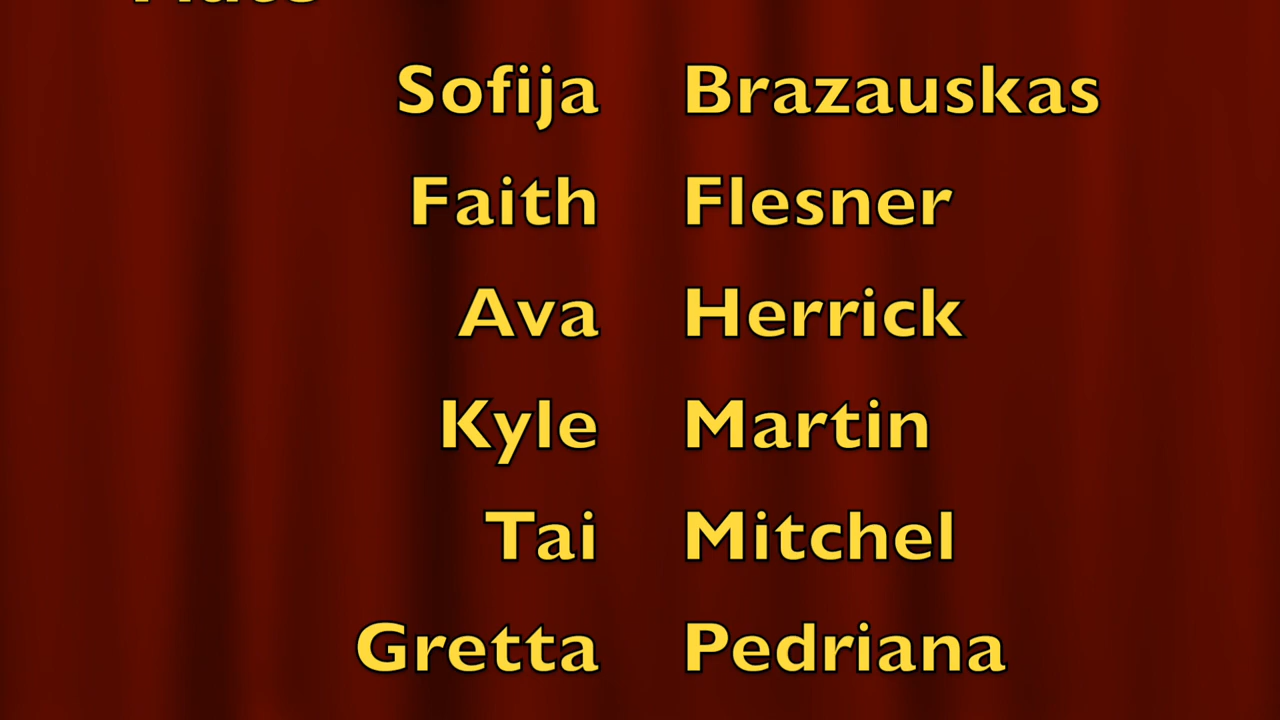 Sofija Brazauskas
Faith Flesner
Ava Herrick
Kyle Martin
Tai Mitchel
Gretta Pedriana